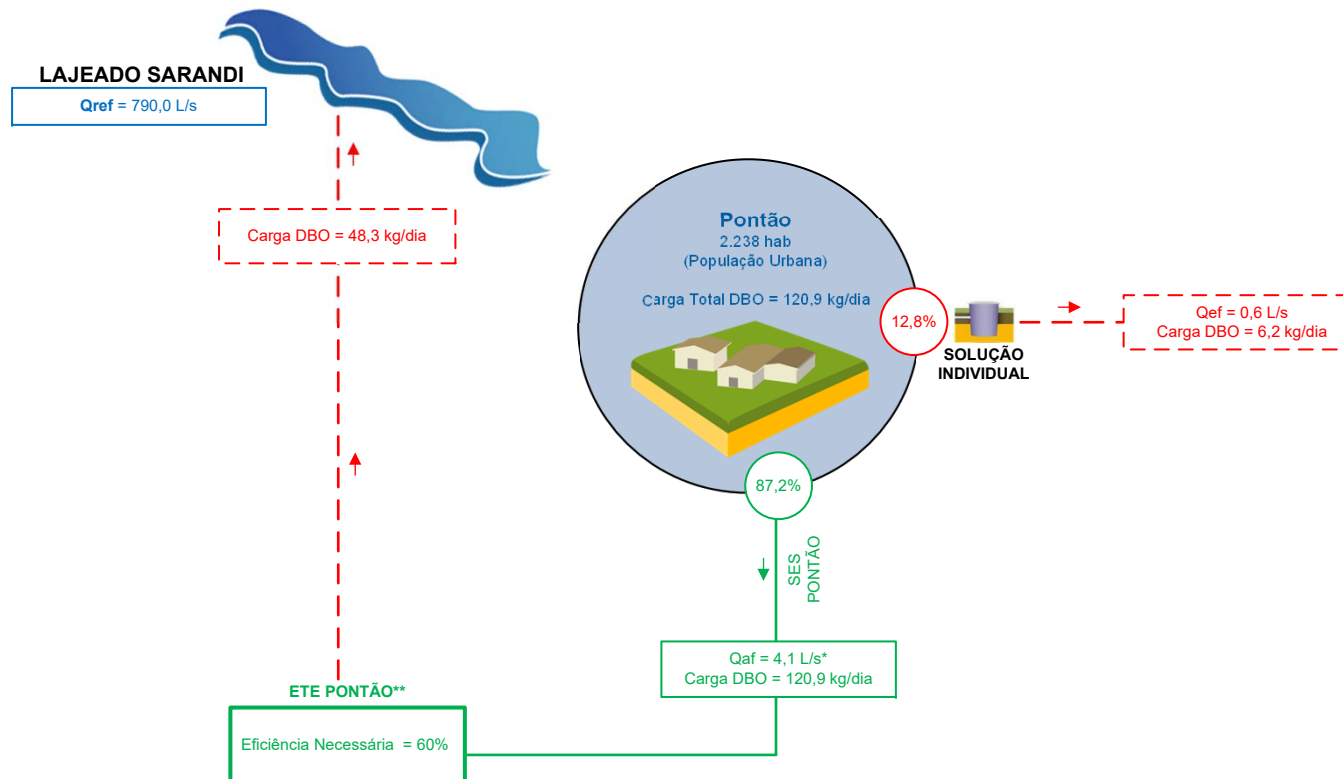 LAJEADO SARANDI
Qref = 790,0 L/s
Carga DBO = 48,3 kg/dia
Pontão
2.238 hab
(População Urbana)
Carga Total DBO = 120,9 kg/dia
12,8%
SOLUÇÃO
INDIVIDUAL
Qef = 0,6 L/s
Carga DBO = 6,2 kg/dia
87,2%
SES
PONTÃO
Qaf = 4,1 L/s*
Carga DBO = 120,9 kg/dia
ETE PONTÃO**
Eficiência Necessária = 60%